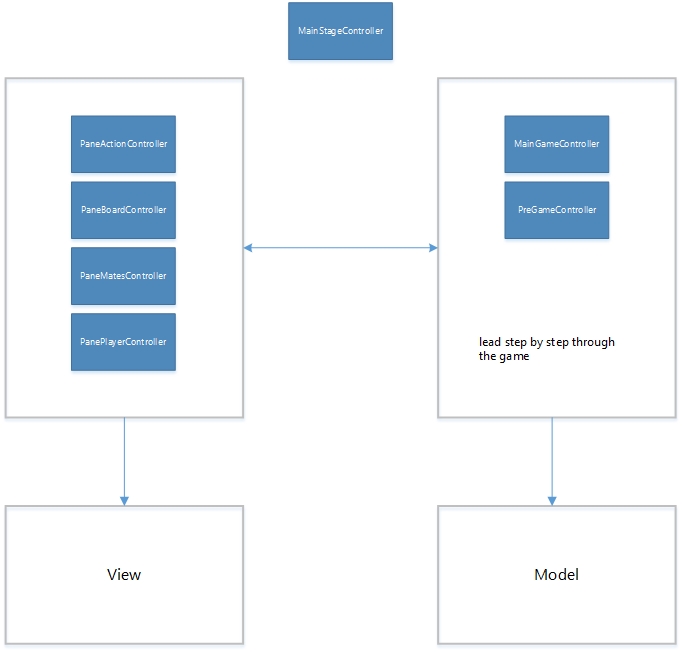 MainStageController
PaneActionController
PaneBoardController
PaneMatesController
PanePlayerController
MainGameController
PreGameController
lead step by step through
the game
View
Model